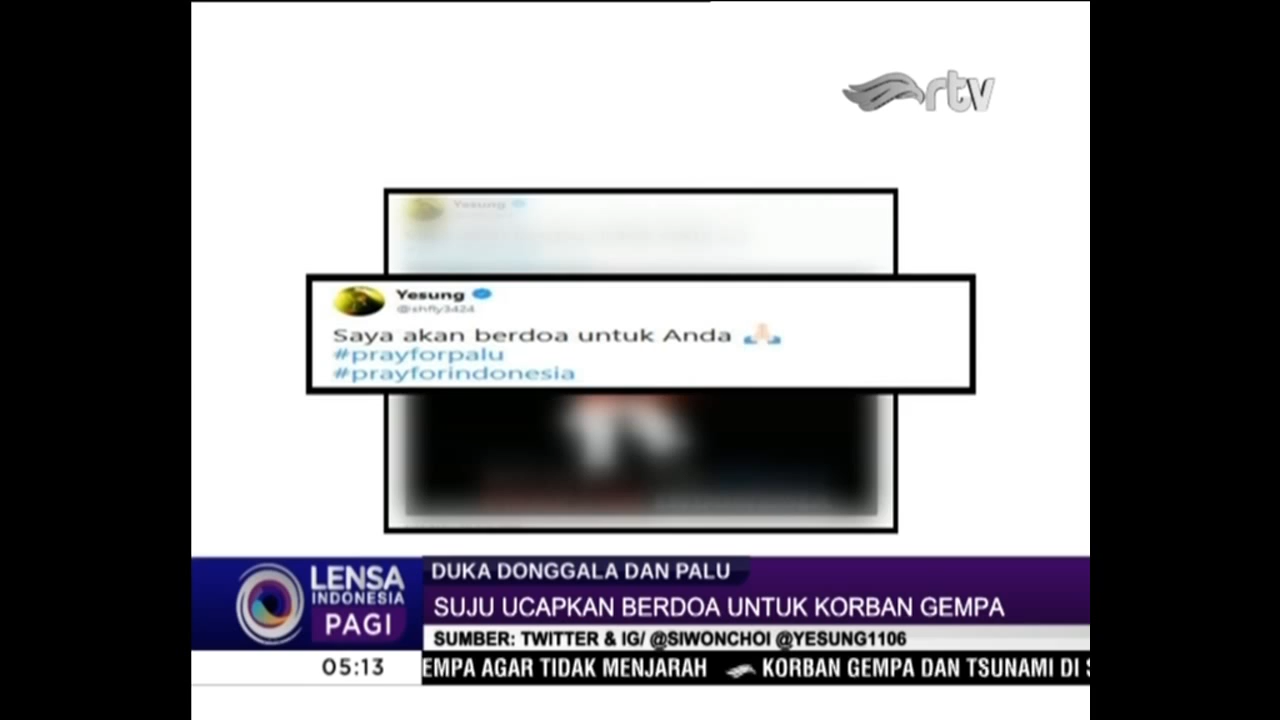 rtv
Yesung
Yesung
@shfly3424
Saya akan berdoa untuk Anda 🙏🏻
#prayforpalu
#prayforindonesia
LENSA
INDONESIA
PAGI
DUKA DONGGALA DAN PALU
SUJU UCAPKAN BERDOA UNTUK KORBAN GEMPA
SUMBER: TWITTER & IG/ @SIWONCHOI @YESUNG1106
05:13
EMPA AGAR TIDAK MENJARAH KORBAN GEMPA DAN TSUNAMI DI S